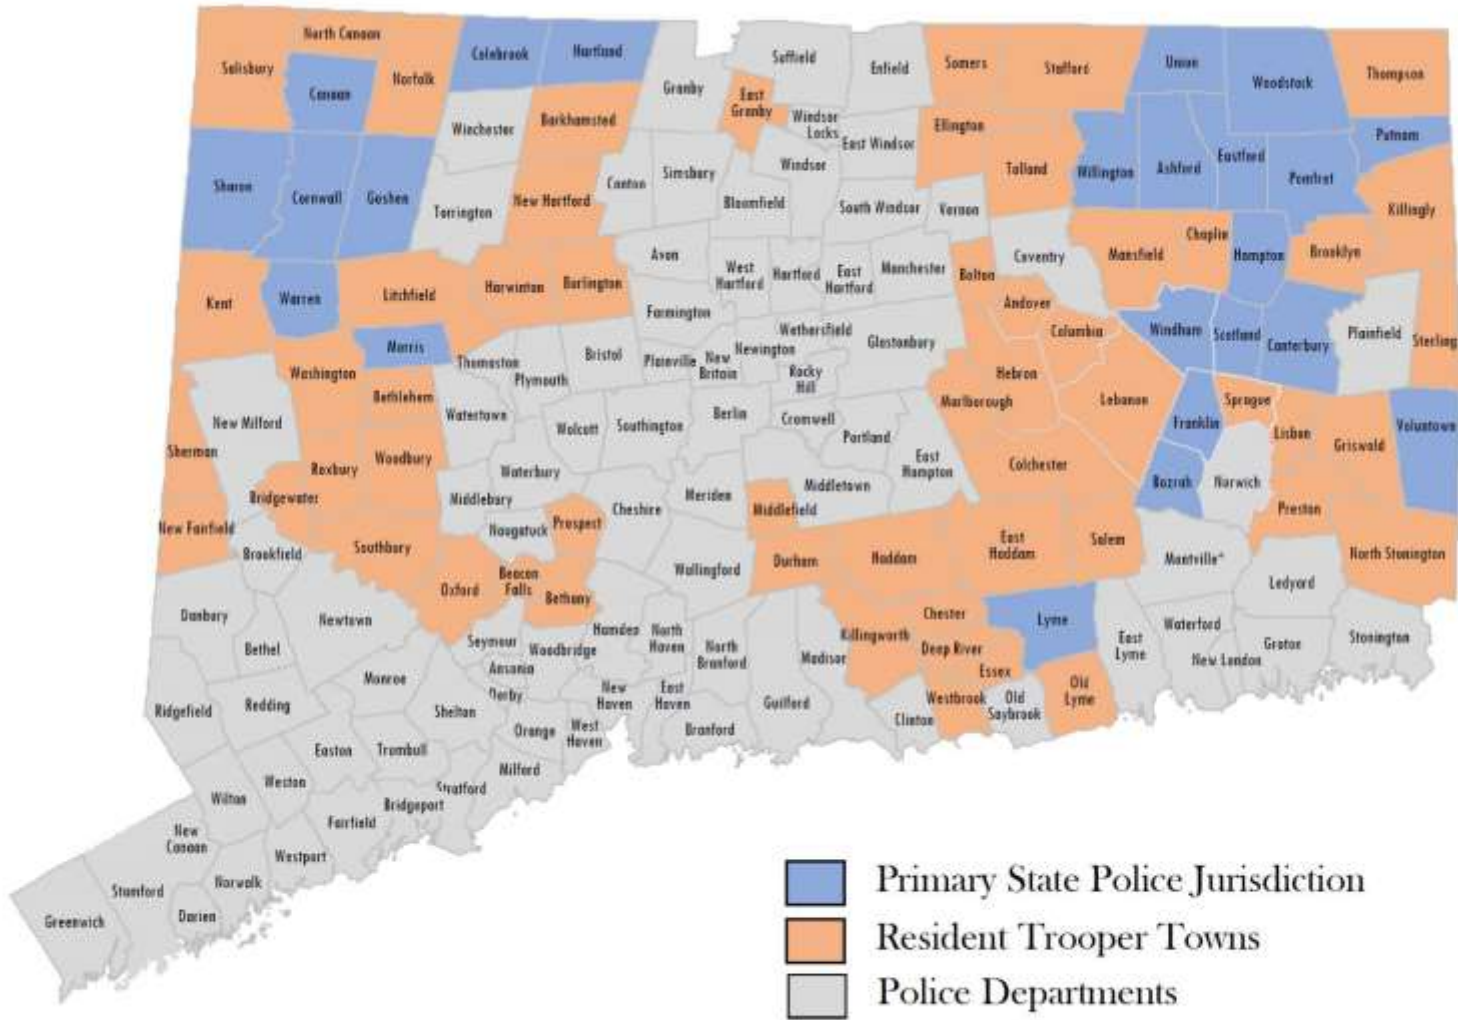 North Canaan
Colebrook
Hartland
Suffield
Enfield
Somers
Stafford
Union
Woodstock
Thompson
Salisbury
Norfolk
Canaan
Granby
East
Granby
Winchester
Barkhamsted
Windsor
Locks
East Windsor
Ellington
Putnam
Sharon
Cornwall
Goshen
Torrington
New Hartford
Canton
Simsbury
Windsor
Bloomfield
South Windsor
Vernon
Tolland
Willington
Ashford
Eastford
Pomfret
Killingly
Kent
Warren
Litchfield
Harwinton
Burlington
Avon
West
Hartford
Hartford
East
Hartford
Manchester
Bolton
Coventry
Mansfield
Chaplin
Hampton
Brooklyn
Morris
Farmington
Andover
Columbia
Windham
Scotland
Canterbury
Plainfield
Sterling
Washington
Thomaston
Plymouth
Bristol
Plainville
New
Britain
Newington
Wethersfield
Rocky
Hill
Glastonbury
Hebron
Marlborough
Lebanon
Franklin
Sprague
Lisbon
Griswald
Voluntown
Bethlehem
Watertown
New Milford
Sherman
Roxbury
Woodbury
Wolcott
Southington
Berlin
Cromwell
Portland
East
Hampton
Colchester
Bozrah
Norwich
Preston
North Stonington
Bridgewater
Waterbury
Middlebury
Naugatuck
Prospect
Cheshire
Meriden
Middlefield
Middletown
New Fairfield
Brookfield
Southbury
Oxford
Beacon
Falls
Bethany
Wallingford
Durham
Haddam
East
Haddam
Salem
Montville*
Ledyard
Danbury
Bethel
Newtown
Seymour
Woodbridge
Hamden
North
Haven
North
Branford
Madison
Killingworth
Chester
Deep River
Essex
Lyme
East
Lyme
Waterford
New London
Groton
Stonington
Ridgefield
Redding
Monroe
Ansonia
Derby
Shelton
Orange
New
Haven
West
Haven
East
Haven
Branford
Guilford
Clinton
Westbrook
Old
Saybrook
Old
Lyme
Easton
Trumbull
Milford
Stratford
Weston
Wilton
Bridgeport
Fairfield
New
Canaan
Westport
Norwalk
Stamford
Darien
Greenwich
Primary State Police Jurisdiction
Resident Trooper Towns
Police Departments